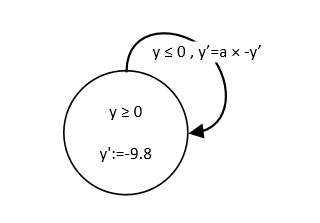 y ≤ 0 , y’=a × -y’
y ≥ 0
y':=-9.8